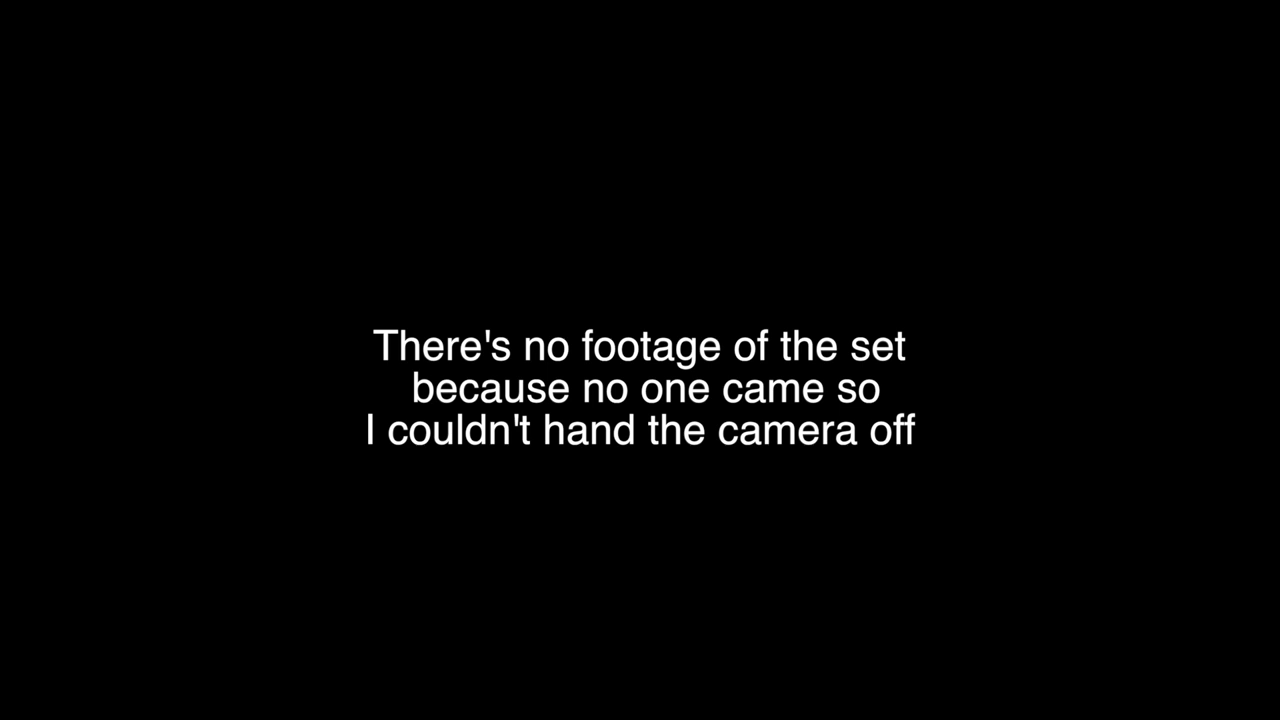 There's no footage of the set
because no one came so
I couldn't hand the camera off